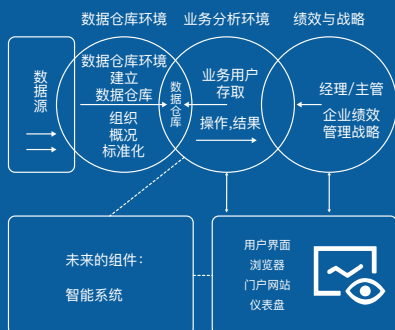 数据仓库环境
业务分析环境
绩效与战略
数据源
数据仓库环境
建立
数据仓库
组织
概况
标准化
数据仓库
业务用户
存取
操作,结果
经理/主管
企业绩效
管理战略
未来的组件：
智能系统
用户界面
浏览器
门户网站
仪表盘